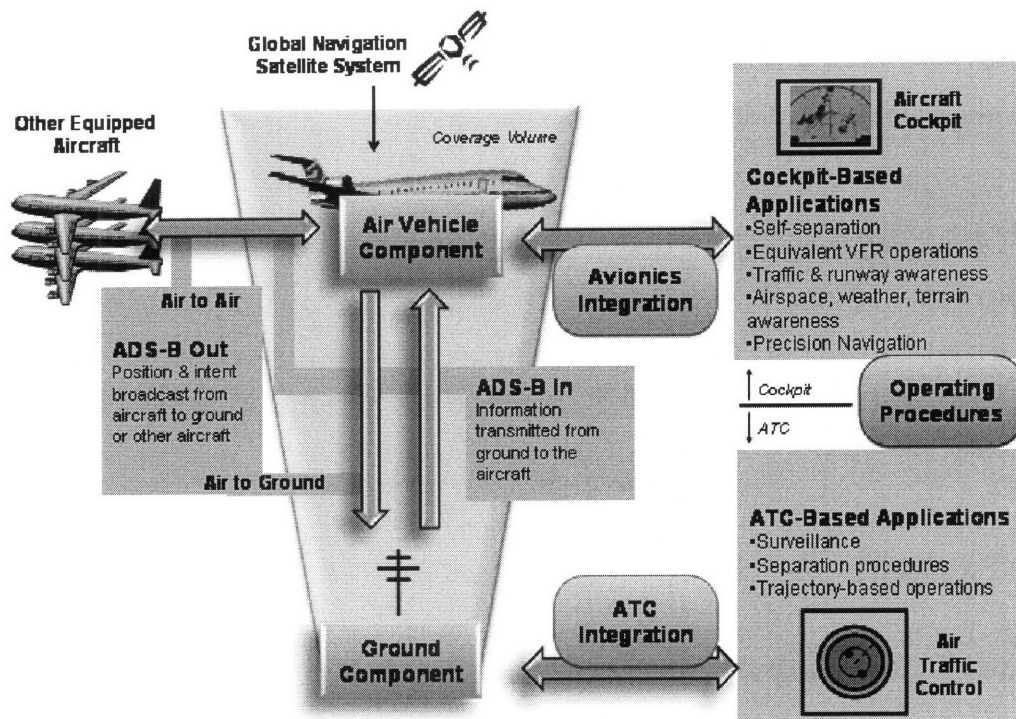 Global Navigation
Satellite System
Other Equipped
Aircraft
Coverage Volume
Air Vehicle
Component
Air to Air
ADS-B Out
Position & intent
broadcast from
aircraft to ground
or other aircraft
Air to Ground
ADS-B In
Information
transmitted from
ground to the
aircraft
Ground
Component
Avionics
Integration
ATC
Integration
Aircraft
Cockpit
Cockpit-Based
Applications
•Self-separation
•Equivalent VFR operations
•Traffic & runway awareness
•Airspace, weather, terrain
awareness
•Precision Navigation
Cockpit
ATC
Operating
Procedures
ATC-Based Applications
•Surveillance
•Separation procedures
•Trajectory-based operations
Air
Traffic
Control